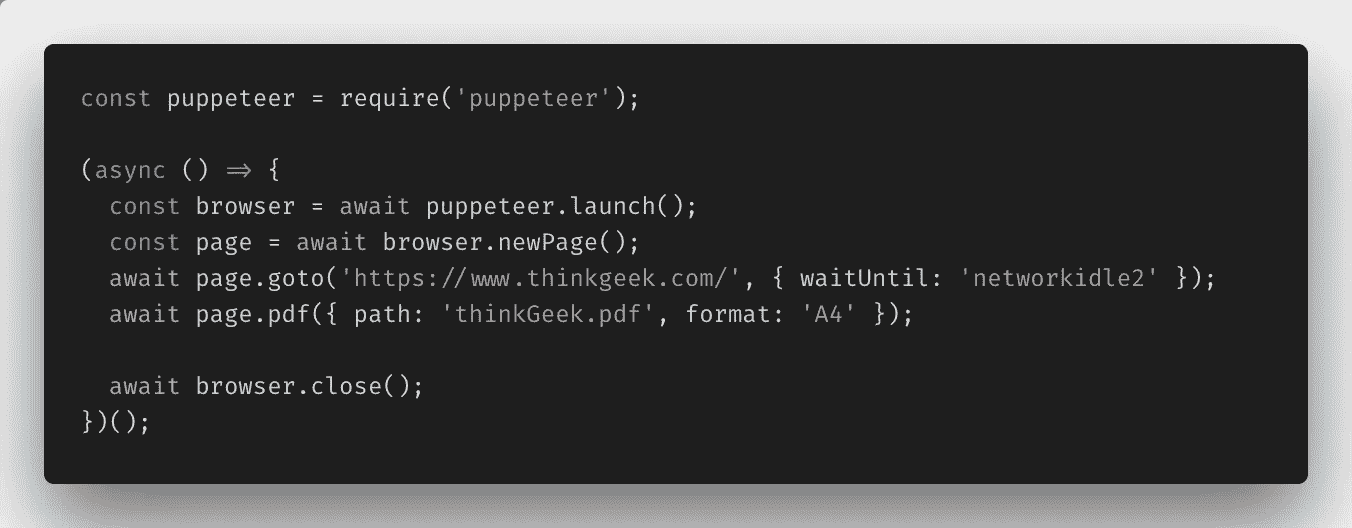 const puppeteer = require('puppeteer');
(async () => {
const browser = await puppeteer.launch();
const page = await browser.newPage();
await page.goto('https://www.thinkgeek.com/', { waitUntil: 'networkidle2' });
await page.pdf({ path: 'thinkGeek.pdf', format: 'A4' });
await browser.close();
})();